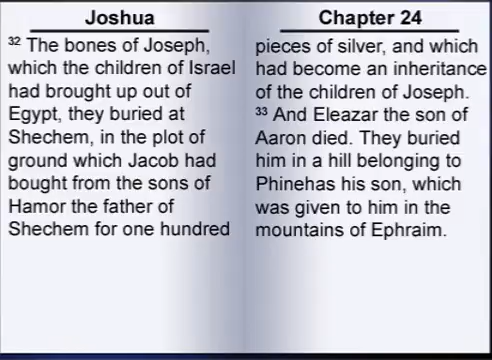 Joshua
³² The bones of Joseph,
which the children of Israel
had brought up out of
Egypt, they buried at
Shechem, in the plot of
ground which Jacob had
bought from the sons of
Hamor the father of
Shechem for one hundred
Chapter 24
pieces of silver, and which
had become an inheritance
of the children of Joseph.
³³ And Eleazar the son of
Aaron died. They buried
him in a hill belonging to
Phinehas his son, which
was given to him in the
mountains of Ephraim.